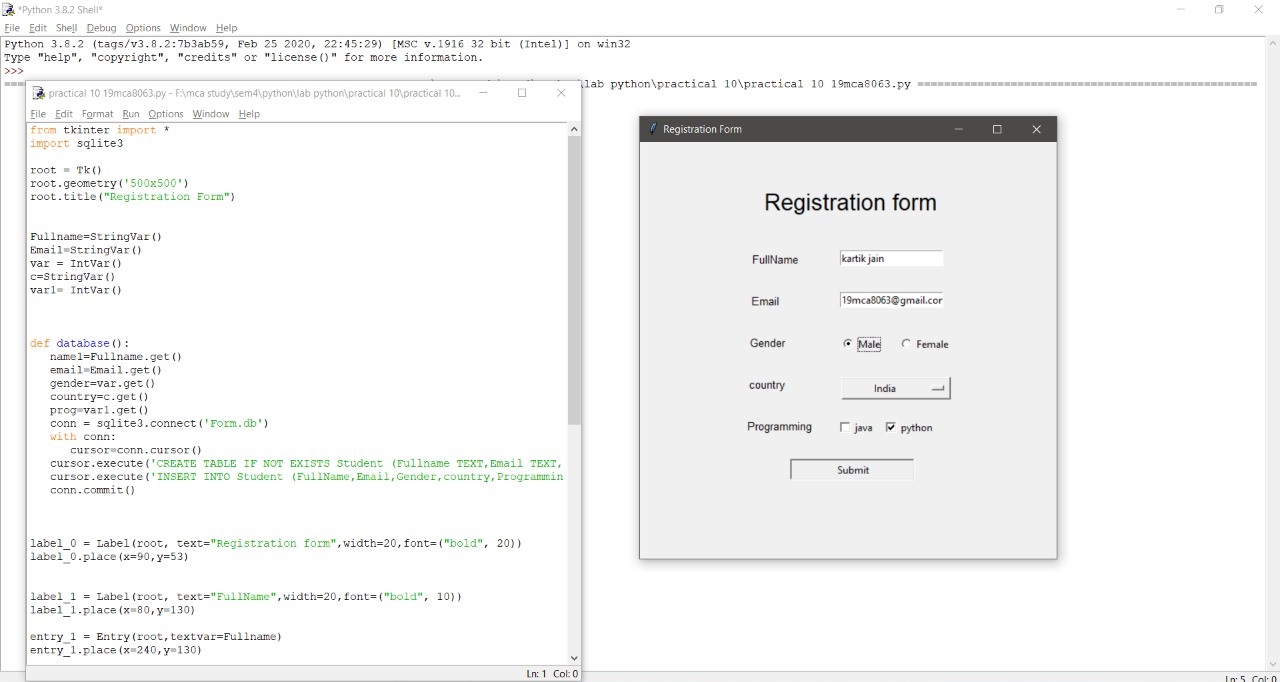 *Python 3.8.2 Shell*
File Edit Shell Debug Options Window Help
Python 3.8.2 (tags/v3.8.2:7b3ab59, Feb 25 2020, 22:45:29) [MSC v.1916 32 bit (Intel)] on win32
Type "help", "copyright", "credits" or "license()" for more information.
>>>
lab python\practical 10\practical 10 19mca8063.py ==================================================
practical 10 19mca8063.py - F:\mca study\sem4\python\lab python\practical 10\practical 10...
File Edit Format Run Options Window Help
from tkinter import *
import sqlite3
root = Tk()
root.geometry('500x500')
root.title("Registration Form")
Fullname=StringVar()
Email=StringVar()
var = IntVar()
c=StringVar()
var1= IntVar()
def database():
   name1=Fullname.get()
   email=Email.get()
   gender=var.get()
   country=c.get()
   prog=var1.get()
   conn = sqlite3.connect('Form.db')
   with conn:
      cursor=conn.cursor()
   cursor.execute('CREATE TABLE IF NOT EXISTS Student (Fullname TEXT,Email TEXT,
   cursor.execute('INSERT INTO Student (FullName,Email,Gender,country,Programmin
   conn.commit()
label_0 = Label(root, text="Registration form",width=20,font=("bold", 20))
label_0.place(x=90,y=53)
label_1 = Label(root, text="FullName",width=20,font=("bold", 10))
label_1.place(x=80,y=130)
entry_1 = Entry(root,textvar=Fullname)
entry_1.place(x=240,y=130)
Ln: 1 Col: 0
Registration Form
Registration form
FullName kartik jain
Email 19mca8063@gmail.cor
Gender Male Female
country India
Programming java python
Submit
Ln: 5 Col: 0